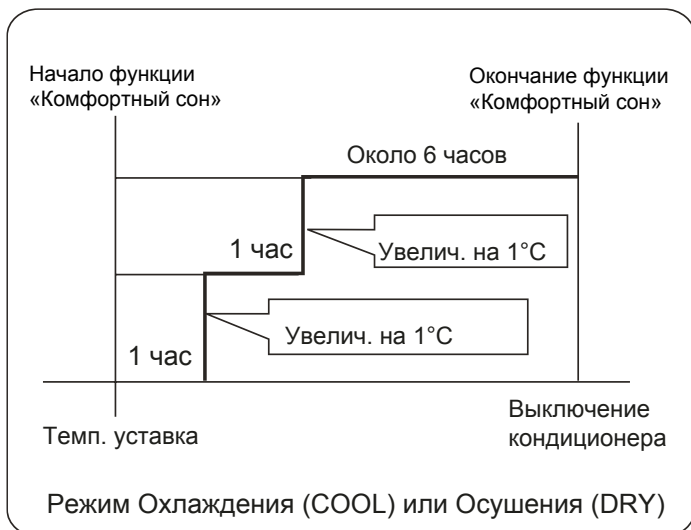 Начало функции
«Комфортный сон»
Окончание функции
«Комфортный сон»
Около 6 часов
1 час
Увелич. на 1°C
Увелич. на 1°C
1 час
Темп. уставка
Выключение
кондиционера
Режим Охлаждения (COOL) или Осушения (DRY)